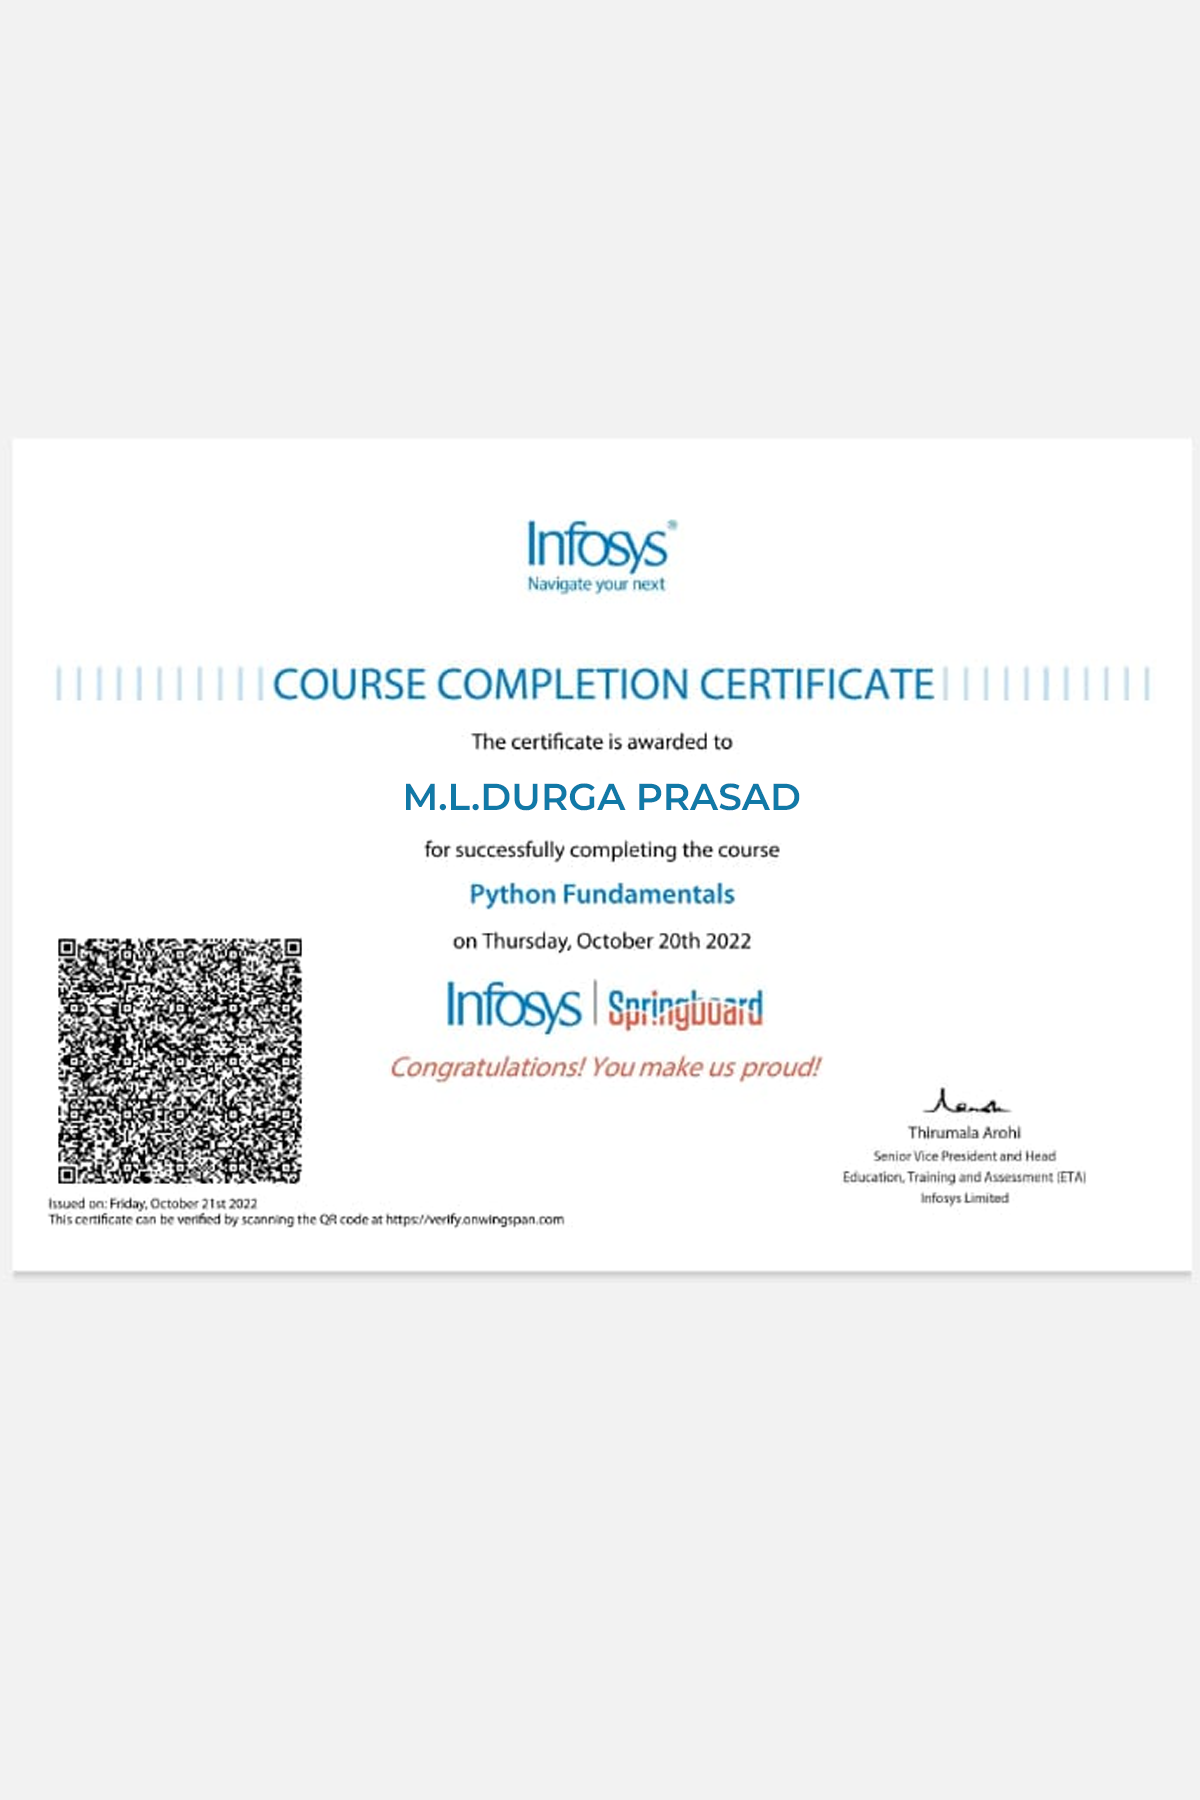 Infosys®
Navigate your next
COURSE COMPLETION CERTIFICATE
The certificate is awarded to
M.L.DURGA PRASAD
for successfully completing the course
Python Fundamentals
on Thursday, October 20th 2022
Infosys | Springboard
Congratulations! You make us proud!
Thirumala Arohi
Senior Vice President and Head
Education, Training and Assessment (ETA)
Infosys Limited
Issued on: Friday, October 21st 2022
This certificate can be verified by scanning the QR code at https://verify.onwingspan.com